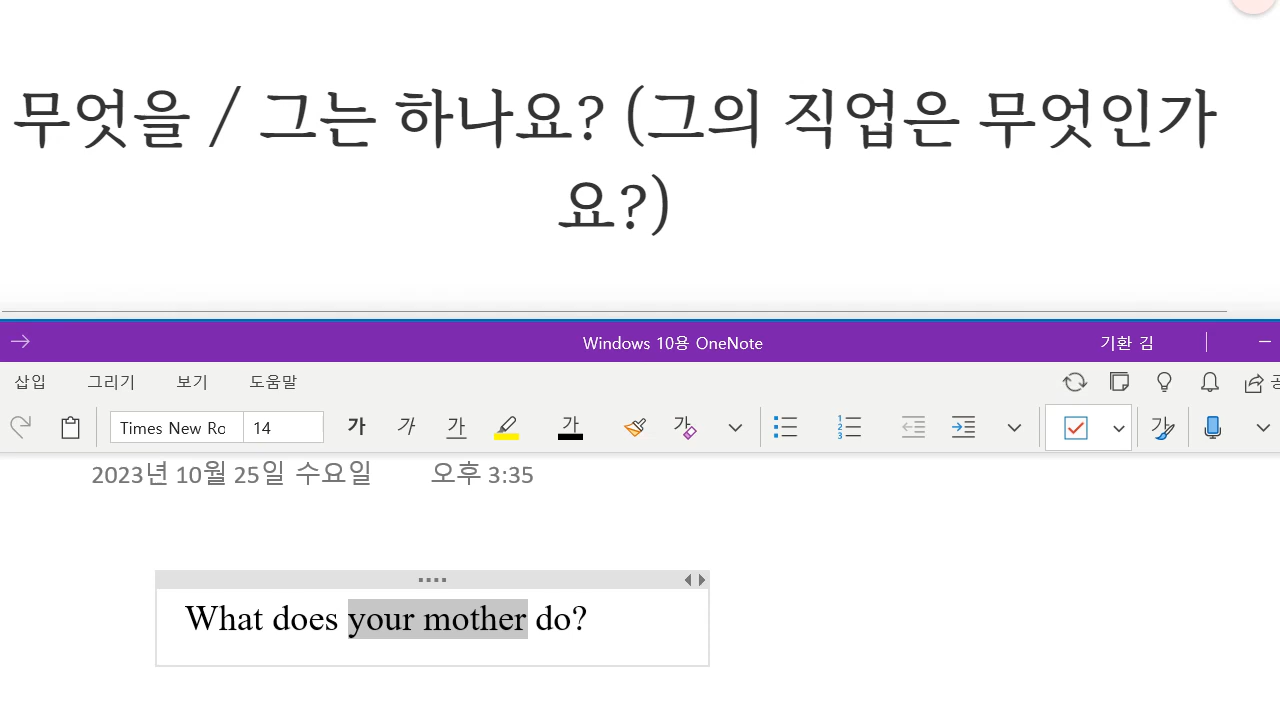 무엇을 / 그는 하나요? (그의 직업은 무엇인가
요?)
Windows 10용 OneNote 기환 김
삽입 그리기 보기 도움말 공
Times New Ro 14 가 가 가 가 가 가
2023년 10월 25일 수요일 오후 3:35
What does your mother do?